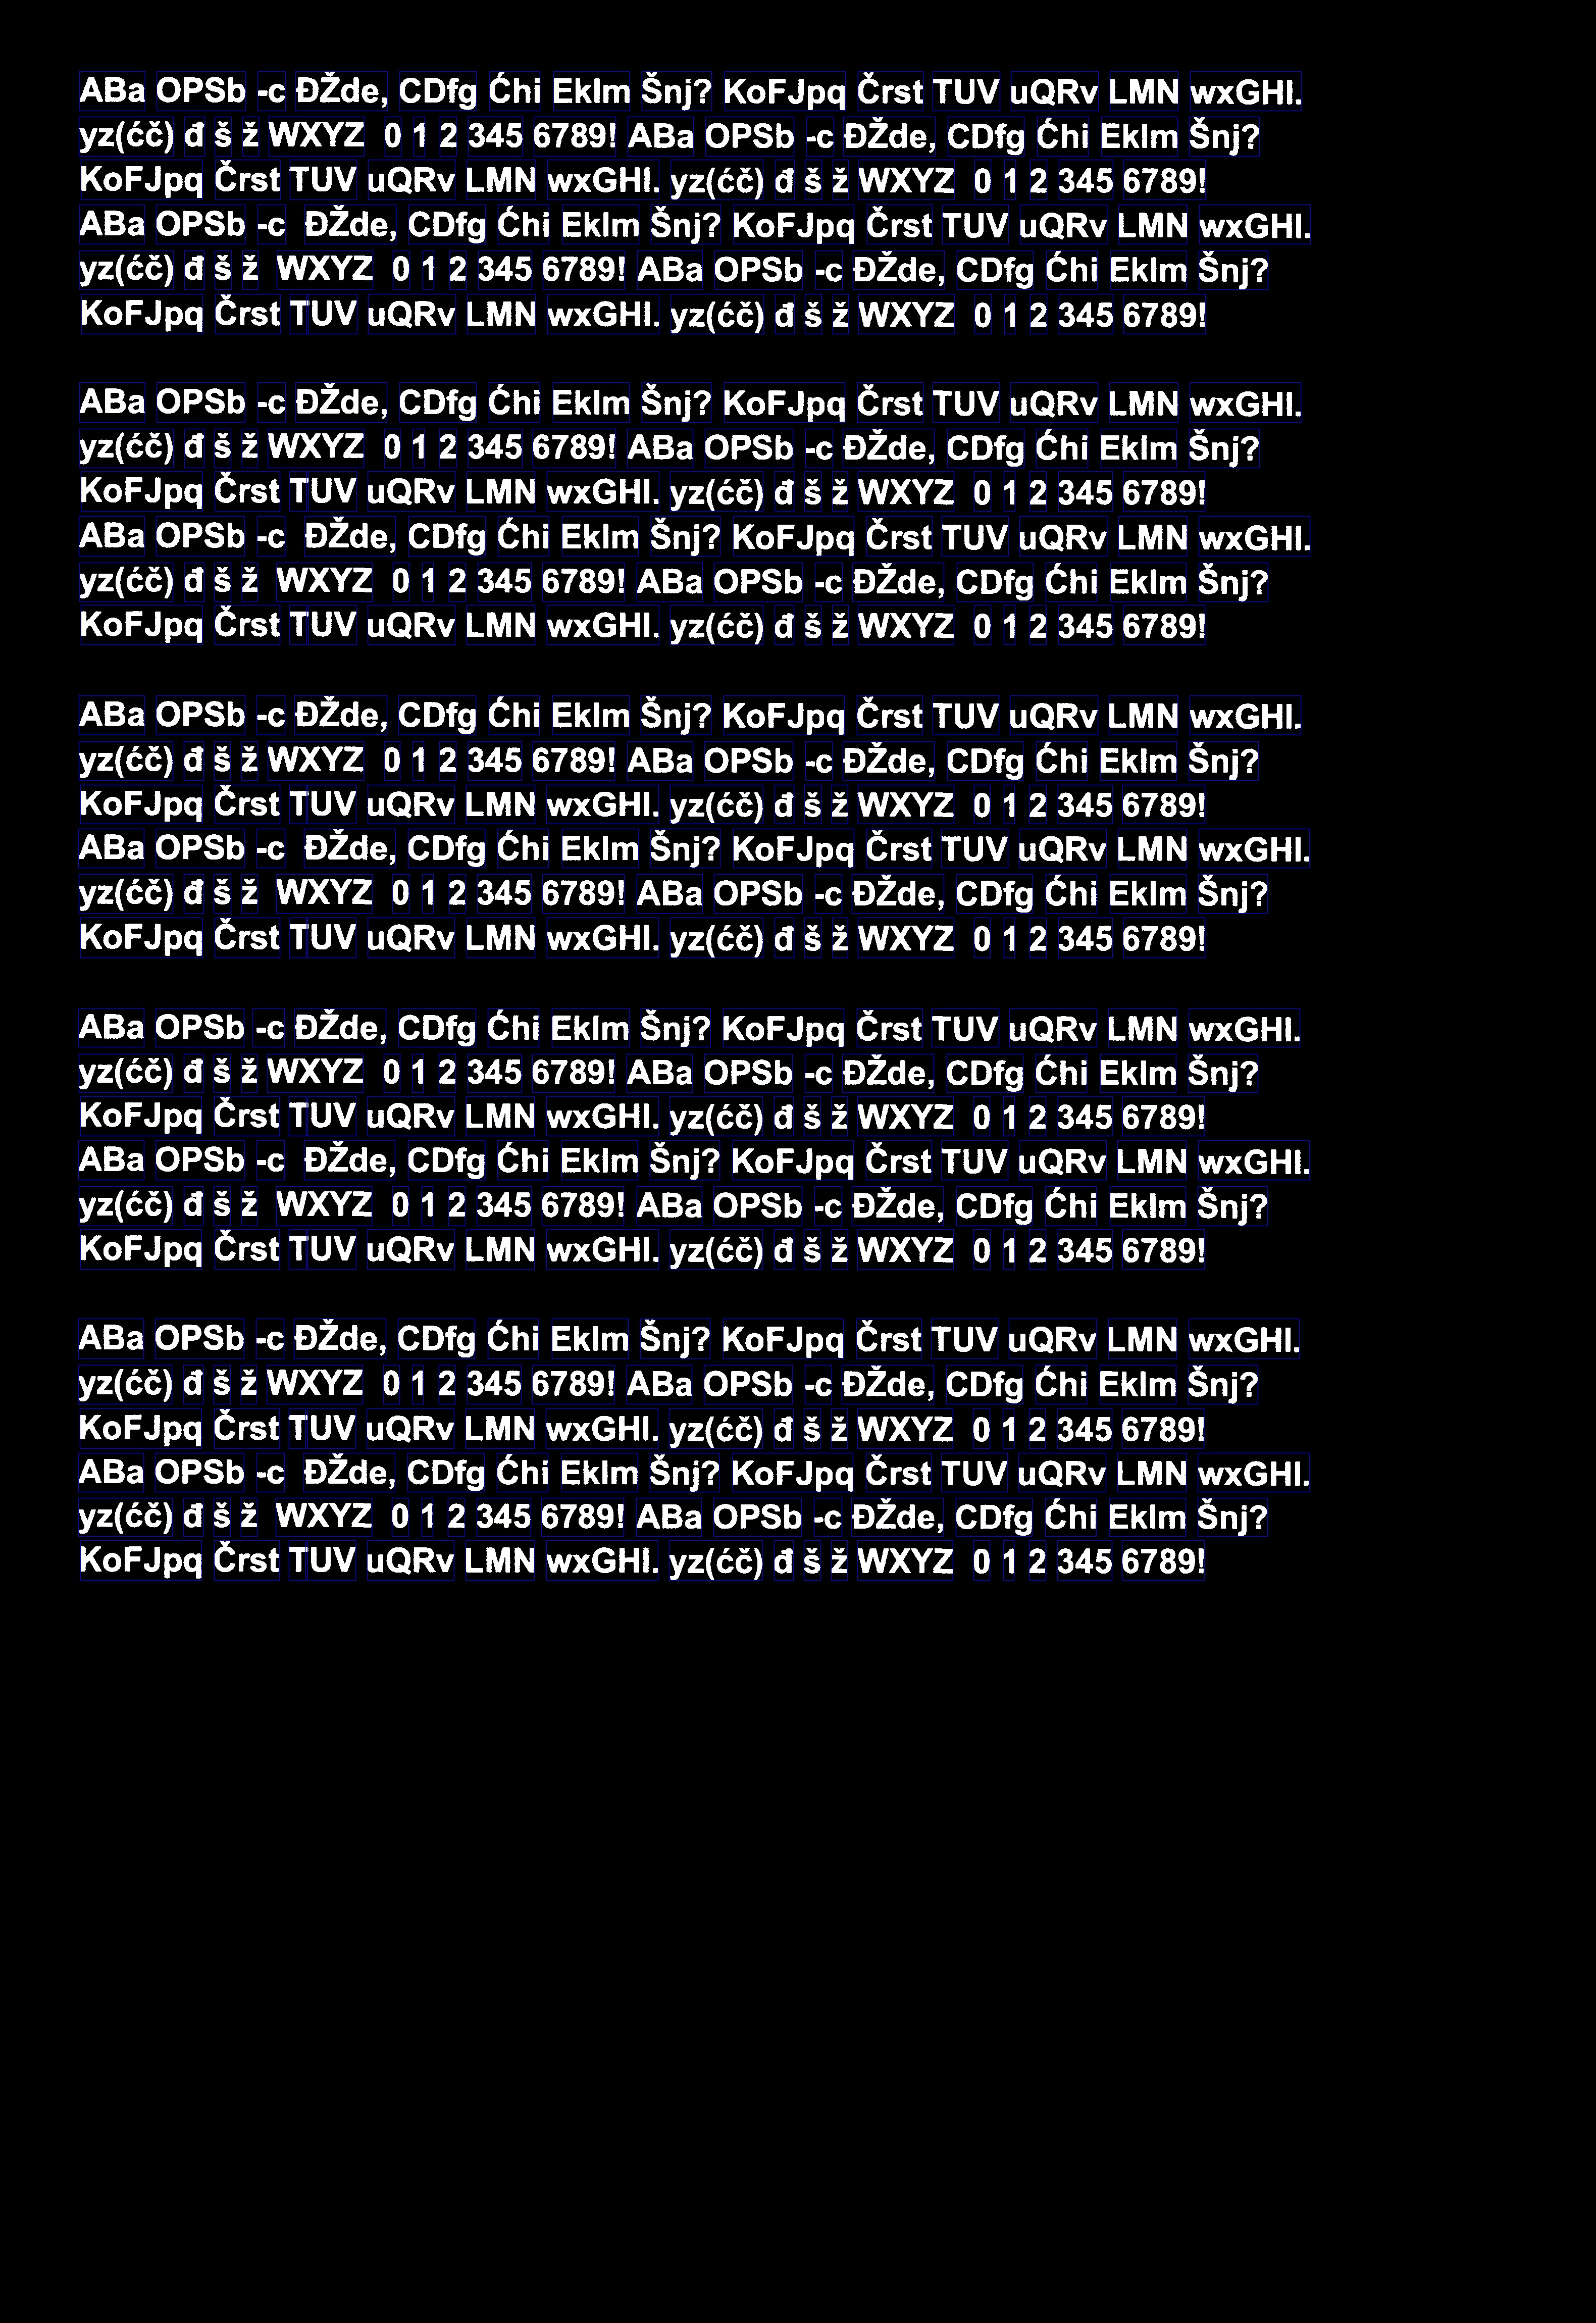 ABa OPSb -c ĐŽde, CDfg Ćhi Eklm Šnj? KoFJpq Črst TUV uQRv LMN wxGHI.
yz(ćč) đ š ž WXYZ  0 1 2 345 6789! ABa OPSb -c ĐŽde, CDfg Ćhi Eklm Šnj?
KoFJpq Črst TUV uQRv LMN wxGHI. yz(ćč) đ š ž WXYZ  0 1 2 345 6789!
ABa OPSb -c  ĐŽde, CDfg Ćhi Eklm Šnj? KoFJpq Črst TUV uQRv LMN wxGHI.
yz(ćč) đ š ž  WXYZ  0 1 2 345 6789! ABa OPSb -c ĐŽde, CDfg Ćhi Eklm Šnj?
KoFJpq Črst TUV uQRv LMN wxGHI. yz(ćč) đ š ž WXYZ  0 1 2 345 6789!

ABa OPSb -c ĐŽde, CDfg Ćhi Eklm Šnj? KoFJpq Črst TUV uQRv LMN wxGHI.
yz(ćč) đ š ž WXYZ  0 1 2 345 6789! ABa OPSb -c ĐŽde, CDfg Ćhi Eklm Šnj?
KoFJpq Črst TUV uQRv LMN wxGHI. yz(ćč) đ š ž WXYZ  0 1 2 345 6789!
ABa OPSb -c  ĐŽde, CDfg Ćhi Eklm Šnj? KoFJpq Črst TUV uQRv LMN wxGHI.
yz(ćč) đ š ž  WXYZ  0 1 2 345 6789! ABa OPSb -c ĐŽde, CDfg Ćhi Eklm Šnj?
KoFJpq Črst TUV uQRv LMN wxGHI. yz(ćč) đ š ž WXYZ  0 1 2 345 6789!

ABa OPSb -c ĐŽde, CDfg Ćhi Eklm Šnj? KoFJpq Črst TUV uQRv LMN wxGHI.
yz(ćč) đ š ž WXYZ  0 1 2 345 6789! ABa OPSb -c ĐŽde, CDfg Ćhi Eklm Šnj?
KoFJpq Črst TUV uQRv LMN wxGHI. yz(ćč) đ š ž WXYZ  0 1 2 345 6789!
ABa OPSb -c  ĐŽde, CDfg Ćhi Eklm Šnj? KoFJpq Črst TUV uQRv LMN wxGHI.
yz(ćč) đ š ž  WXYZ  0 1 2 345 6789! ABa OPSb -c ĐŽde, CDfg Ćhi Eklm Šnj?
KoFJpq Črst TUV uQRv LMN wxGHI. yz(ćč) đ š ž WXYZ  0 1 2 345 6789!

ABa OPSb -c ĐŽde, CDfg Ćhi Eklm Šnj? KoFJpq Črst TUV uQRv LMN wxGHI.
yz(ćč) đ š ž WXYZ  0 1 2 345 6789! ABa OPSb -c ĐŽde, CDfg Ćhi Eklm Šnj?
KoFJpq Črst TUV uQRv LMN wxGHI. yz(ćč) đ š ž WXYZ  0 1 2 345 6789!
ABa OPSb -c  ĐŽde, CDfg Ćhi Eklm Šnj? KoFJpq Črst TUV uQRv LMN wxGHI.
yz(ćč) đ š ž  WXYZ  0 1 2 345 6789! ABa OPSb -c ĐŽde, CDfg Ćhi Eklm Šnj?
KoFJpq Črst TUV uQRv LMN wxGHI. yz(ćč) đ š ž WXYZ  0 1 2 345 6789!

ABa OPSb -c ĐŽde, CDfg Ćhi Eklm Šnj? KoFJpq Črst TUV uQRv LMN wxGHI.
yz(ćč) đ š ž WXYZ  0 1 2 345 6789! ABa OPSb -c ĐŽde, CDfg Ćhi Eklm Šnj?
KoFJpq Črst TUV uQRv LMN wxGHI. yz(ćč) đ š ž WXYZ  0 1 2 345 6789!
ABa OPSb -c  ĐŽde, CDfg Ćhi Eklm Šnj? KoFJpq Črst TUV uQRv LMN wxGHI.
yz(ćč) đ š ž  WXYZ  0 1 2 345 6789! ABa OPSb -c ĐŽde, CDfg Ćhi Eklm Šnj?
KoFJpq Črst TUV uQRv LMN wxGHI. yz(ćč) đ š ž WXYZ  0 1 2 345 6789!